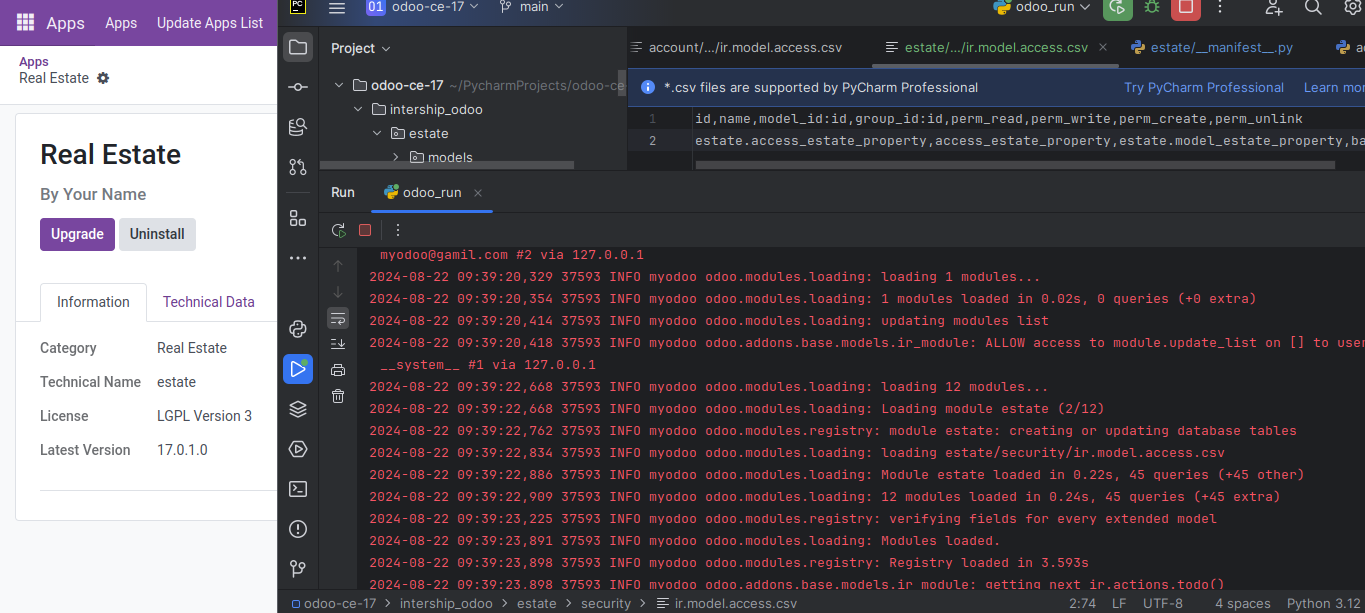 Apps Apps Update Apps List
Apps
Real Estate
Real Estate
By Your Name
Upgrade Uninstall
Information Technical Data
Category Real Estate
Technical Name estate
License LGPL Version 3
Latest Version 17.0.1.0
PC
01 odoo-ce-17 main odoo_run
Project
odoo-ce-17 ~/PycharmProjects/odoo-ce
intership_odoo
estate
models
account/.../ir.model.access.csv estate/.../ir.model.access.csv estate/__manifest__.py
*.csv files are supported by PyCharm Professional Try PyCharm Professional Learn mor
1 id,name,model_id:id,group_id:id,perm_read,perm_write,perm_create,perm_unlink
2 estate.access_estate_property,access_estate_property,estate.model_estate_property,ba
Run odoo_run
myodoo@gamil.com #2 via 127.0.0.1
2024-08-22 09:39:20,329 37593 INFO myodoo odoo.modules.loading: loading 1 modules...
2024-08-22 09:39:20,354 37593 INFO myodoo odoo.modules.loading: 1 modules loaded in 0.02s, 0 queries (+0 extra)
2024-08-22 09:39:20,414 37593 INFO myodoo odoo.modules.loading: updating modules list
2024-08-22 09:39:20,418 37593 INFO myodoo odoo.addons.base.models.ir_module: ALLOW access to module.update_list on [] to user
__system__ #1 via 127.0.0.1
2024-08-22 09:39:22,668 37593 INFO myodoo odoo.modules.loading: loading 12 modules...
2024-08-22 09:39:22,668 37593 INFO myodoo odoo.modules.loading: Loading module estate (2/12)
2024-08-22 09:39:22,762 37593 INFO myodoo odoo.modules.registry: module estate: creating or updating database tables
2024-08-22 09:39:22,834 37593 INFO myodoo odoo.modules.loading: loading estate/security/ir.model.access.csv
2024-08-22 09:39:22,886 37593 INFO myodoo odoo.modules.loading: Module estate loaded in 0.22s, 45 queries (+45 other)
2024-08-22 09:39:22,909 37593 INFO myodoo odoo.modules.loading: 12 modules loaded in 0.24s, 45 queries (+45 extra)
2024-08-22 09:39:23,225 37593 INFO myodoo odoo.modules.registry: verifying fields for every extended model
2024-08-22 09:39:23,891 37593 INFO myodoo odoo.modules.loading: Modules loaded.
2024-08-22 09:39:23,898 37593 INFO myodoo odoo.modules.registry: Registry loaded in 3.593s
2024-08-22 09:39:23,898 37593 INFO myodoo odoo.addons.base.models.ir_module: getting next ir.actions.todo()
odoo-ce-17 > intership_odoo > estate > security > ir.model.access.csv 2:74 LF UTF-8 4 spaces Python 3.12